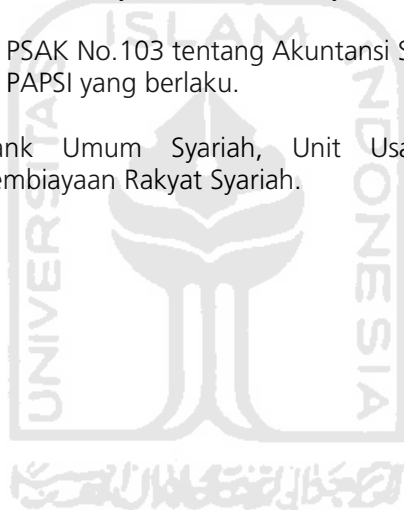 PSAK No.103 tentang Akuntansi S
PAPSI yang berlaku.
ank Umum Syariah, Unit Usa
embiayaan Rakyat Syariah.
ISLAM
UNIVERSITAS
INDONESIA